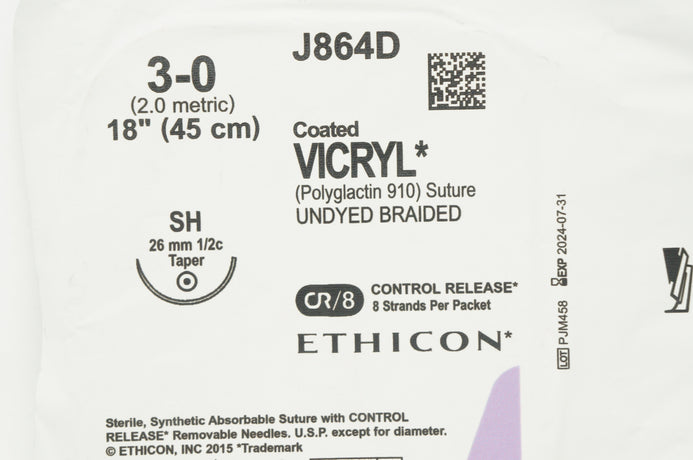 J864D
3-0
(2.0 metric)
18" (45 cm)
Coated
VICRYL*
(Polyglactin 910) Suture
UNDYED BRAIDED
SH
26 mm 1/2c
Taper
CR/8
CONTROL RELEASE*
8 Strands Per Packet
ETHICON*
LOT PJM458
EXP 2024-07-31
Sterile, Synthetic Absorbable Suture with CONTROL
RELEASE* Removable Needles. U.S.P. except for diameter.
© ETHICON, INC 2015 *Trademark